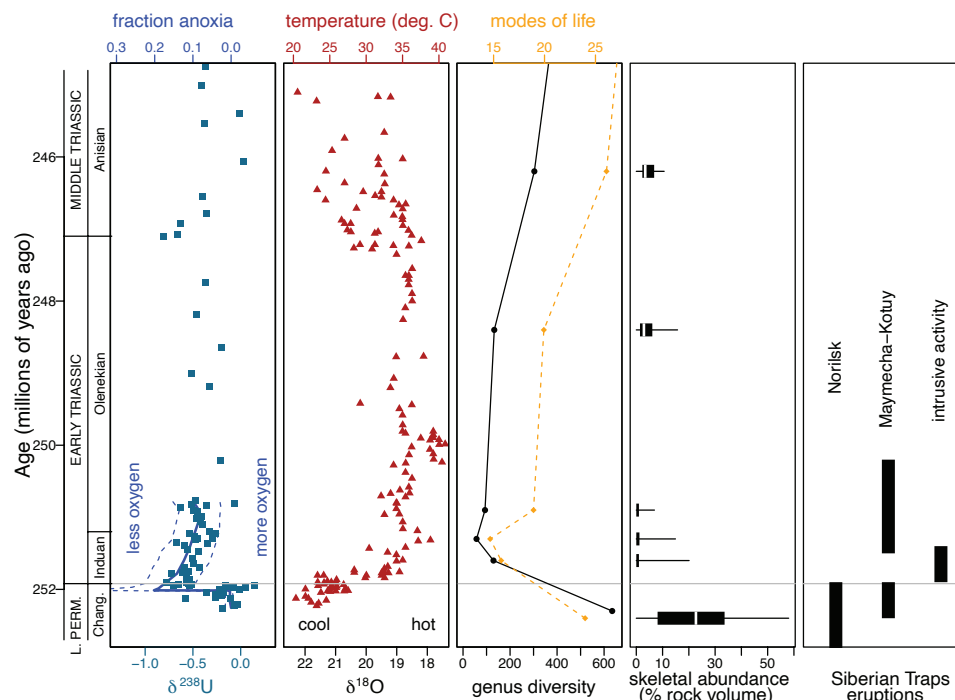 fraction anoxia
temperature (deg. C)
modes of life
0.3 0.2 0.1 0.0
20 25 30 35 40
15 20 25
Age (millions of years ago)
246
248
250
252
MIDDLE TRIASSIC
EARLY TRIASSIC
L. PERM.
Anisian
Olenekian
Induan
Chang.
less oxygen
more oxygen
cool
hot
Norilsk
Maymecha-Kotuy
intrusive activity
−1.0 −0.5 0.0
22 21 20 19 18
0 200 400 600
0 20 40 60
δ238U
δ18O
genus diversity
skeletal abundance
(% rock volume)
Siberian Traps
eruptions